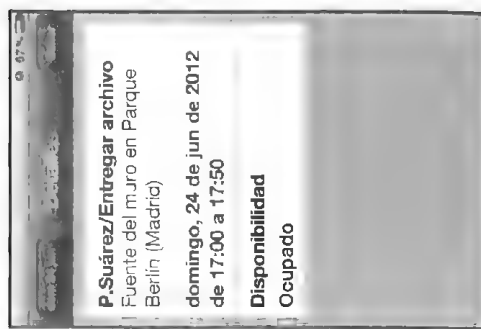 67%
P.Suárez/Entregar archivo
Fuente del muro en Parque
Berlín (Madrid)
domingo, 24 de jun de 2012
de 17:00 a 17:50
Disponibilidad
Ocupado